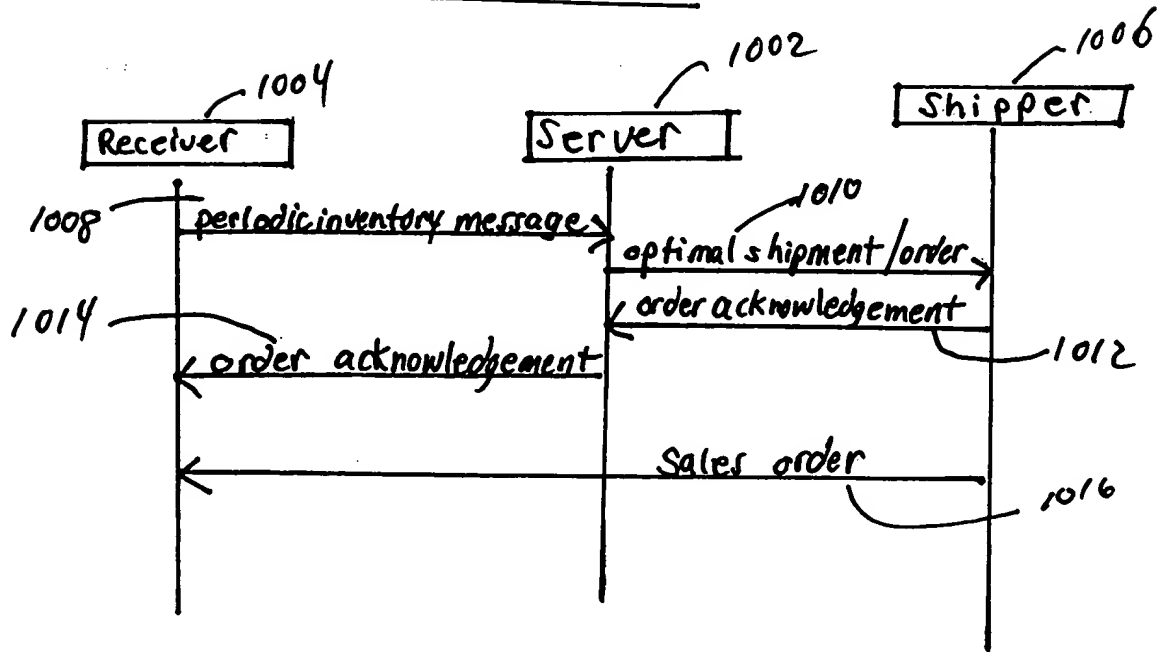 1004
1002
1006
Receiver
Server
Shipper
1008
periodic inventory message
1010
optimal shipment/order
1014
order acknowledgement
1012
order acknowledgement
Sales order
1016